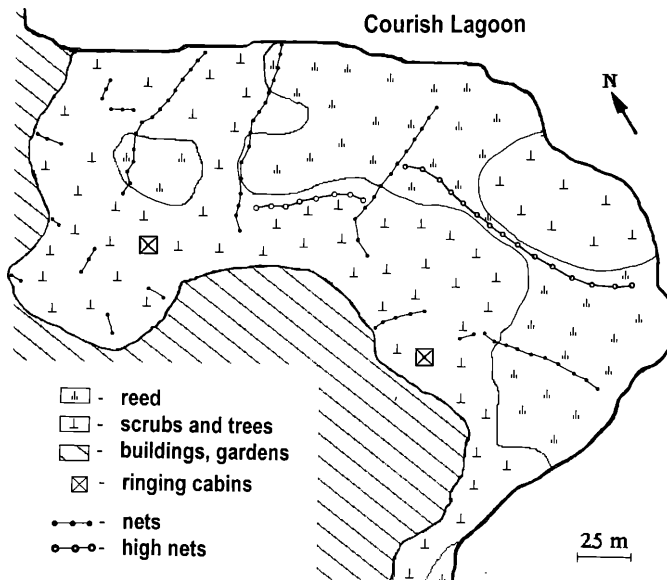 Courish Lagoon
N
- reed
- scrubs and trees
- buildings, gardens
- ringing cabins
- nets
- high nets
25 m